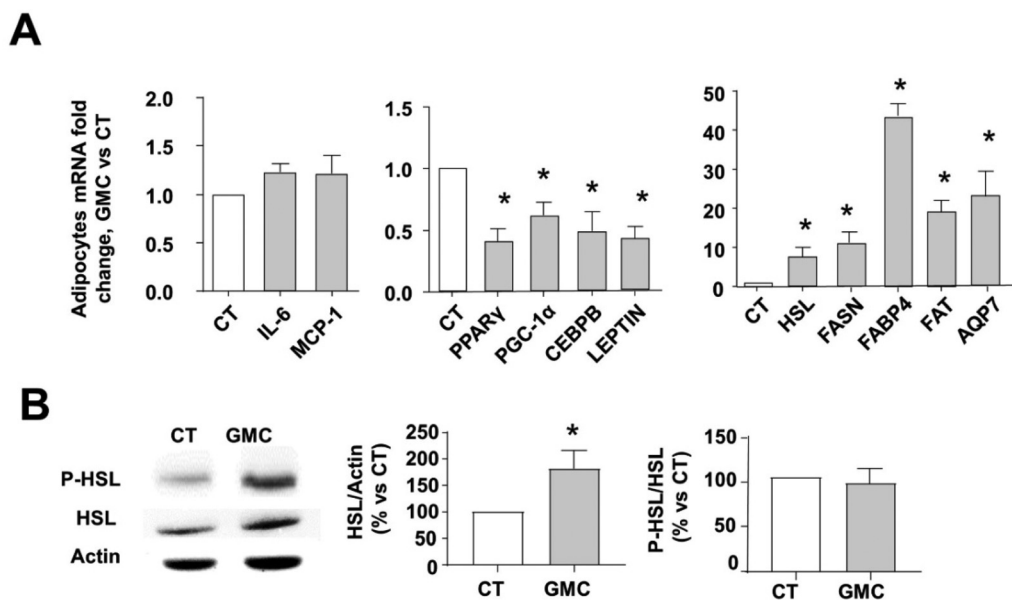 A
Adipocytes mRNA fold
change, GMC vs CT
2.0
1.5
1.0
0.5
0.0
CT
IL-6
MCP-1
1.5
1.0
0.5
0.0
CT
PPARγ
PGC-1α
CEBPB
LEPTIN
*
*
*
*
50
40
30
20
10
0
CT
HSL
FASN
FABP4
FAT
AQP7
*
*
*
*
*
B
CT GMC
P-HSL
HSL
Actin
HSL/Actin
(% vs CT)
250
200
150
100
50
0
*
CT GMC
P-HSL/HSL
(% vs CT)
150
100
50
0
CT GMC